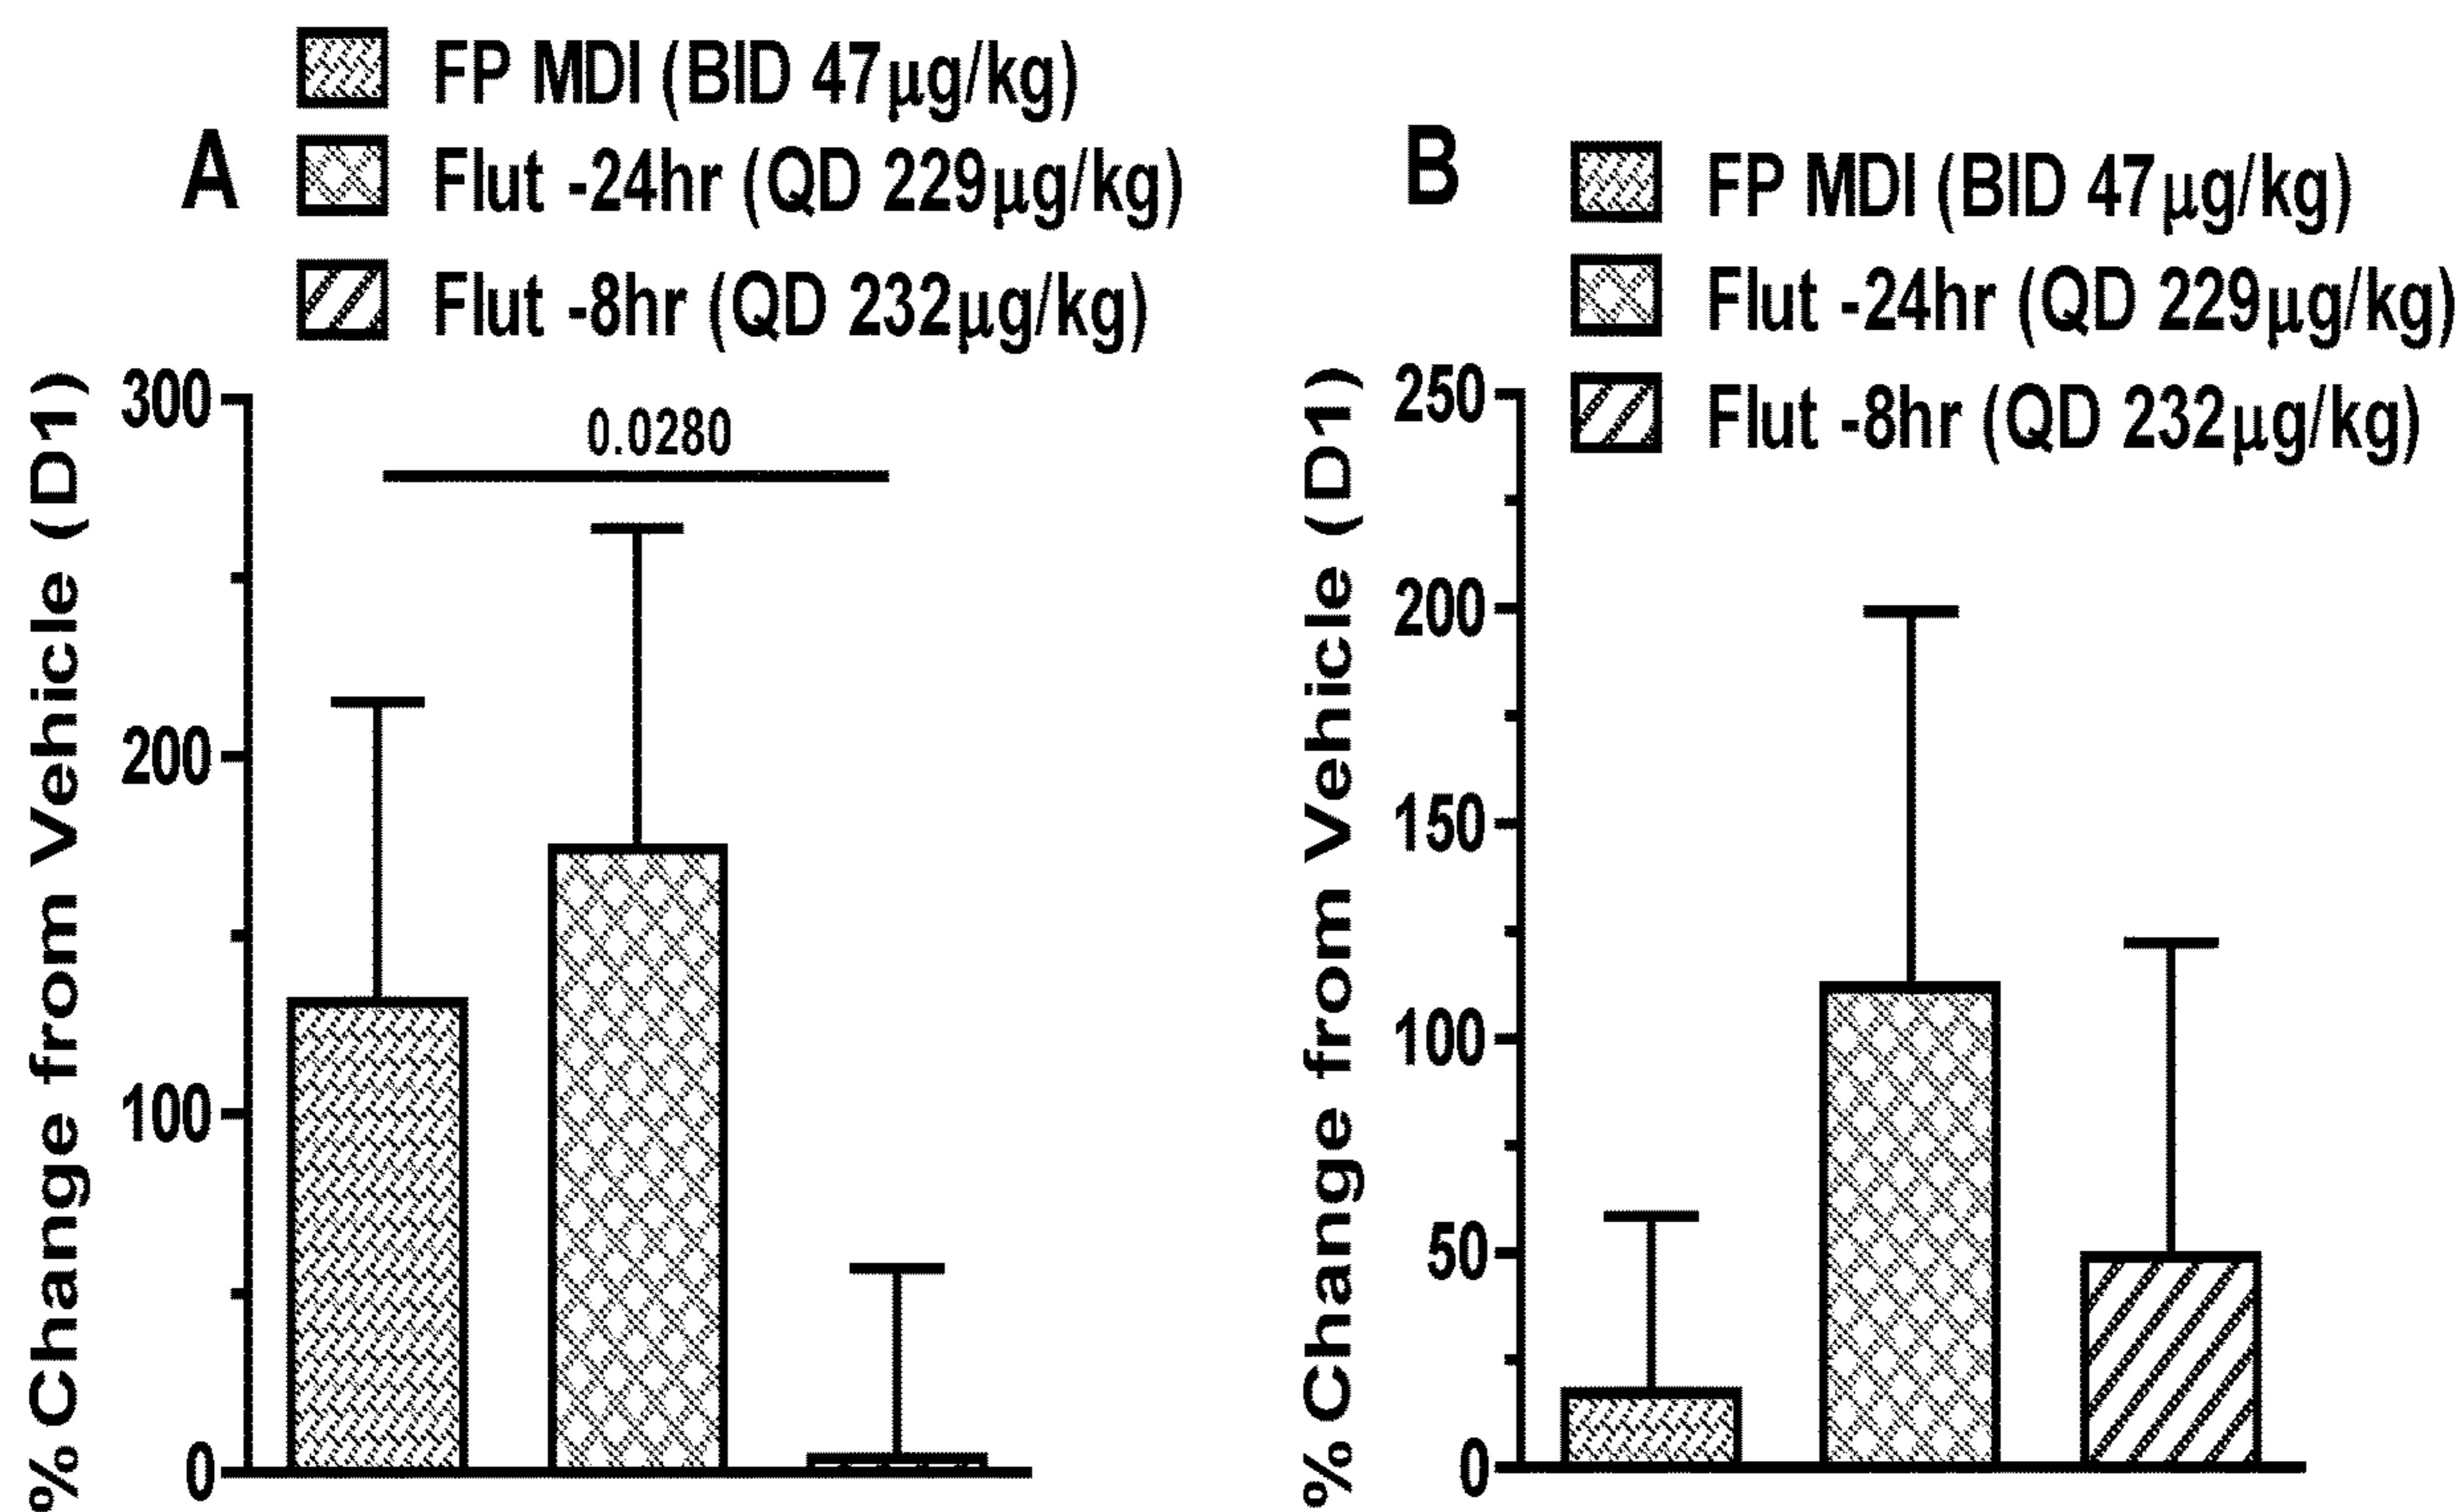 A
FP MDI (BID 47µg/kg)
Flut -24hr (QD 229µg/kg)
Flut -8hr (QD 232µg/kg)
% Change from Vehicle (D1)
300
200
100
0
0.0280
B
FP MDI (BID 47µg/kg)
Flut -24hr (QD 229µg/kg)
Flut -8hr (QD 232µg/kg)
% Change from Vehicle (D1)
250
200
150
100
50
0